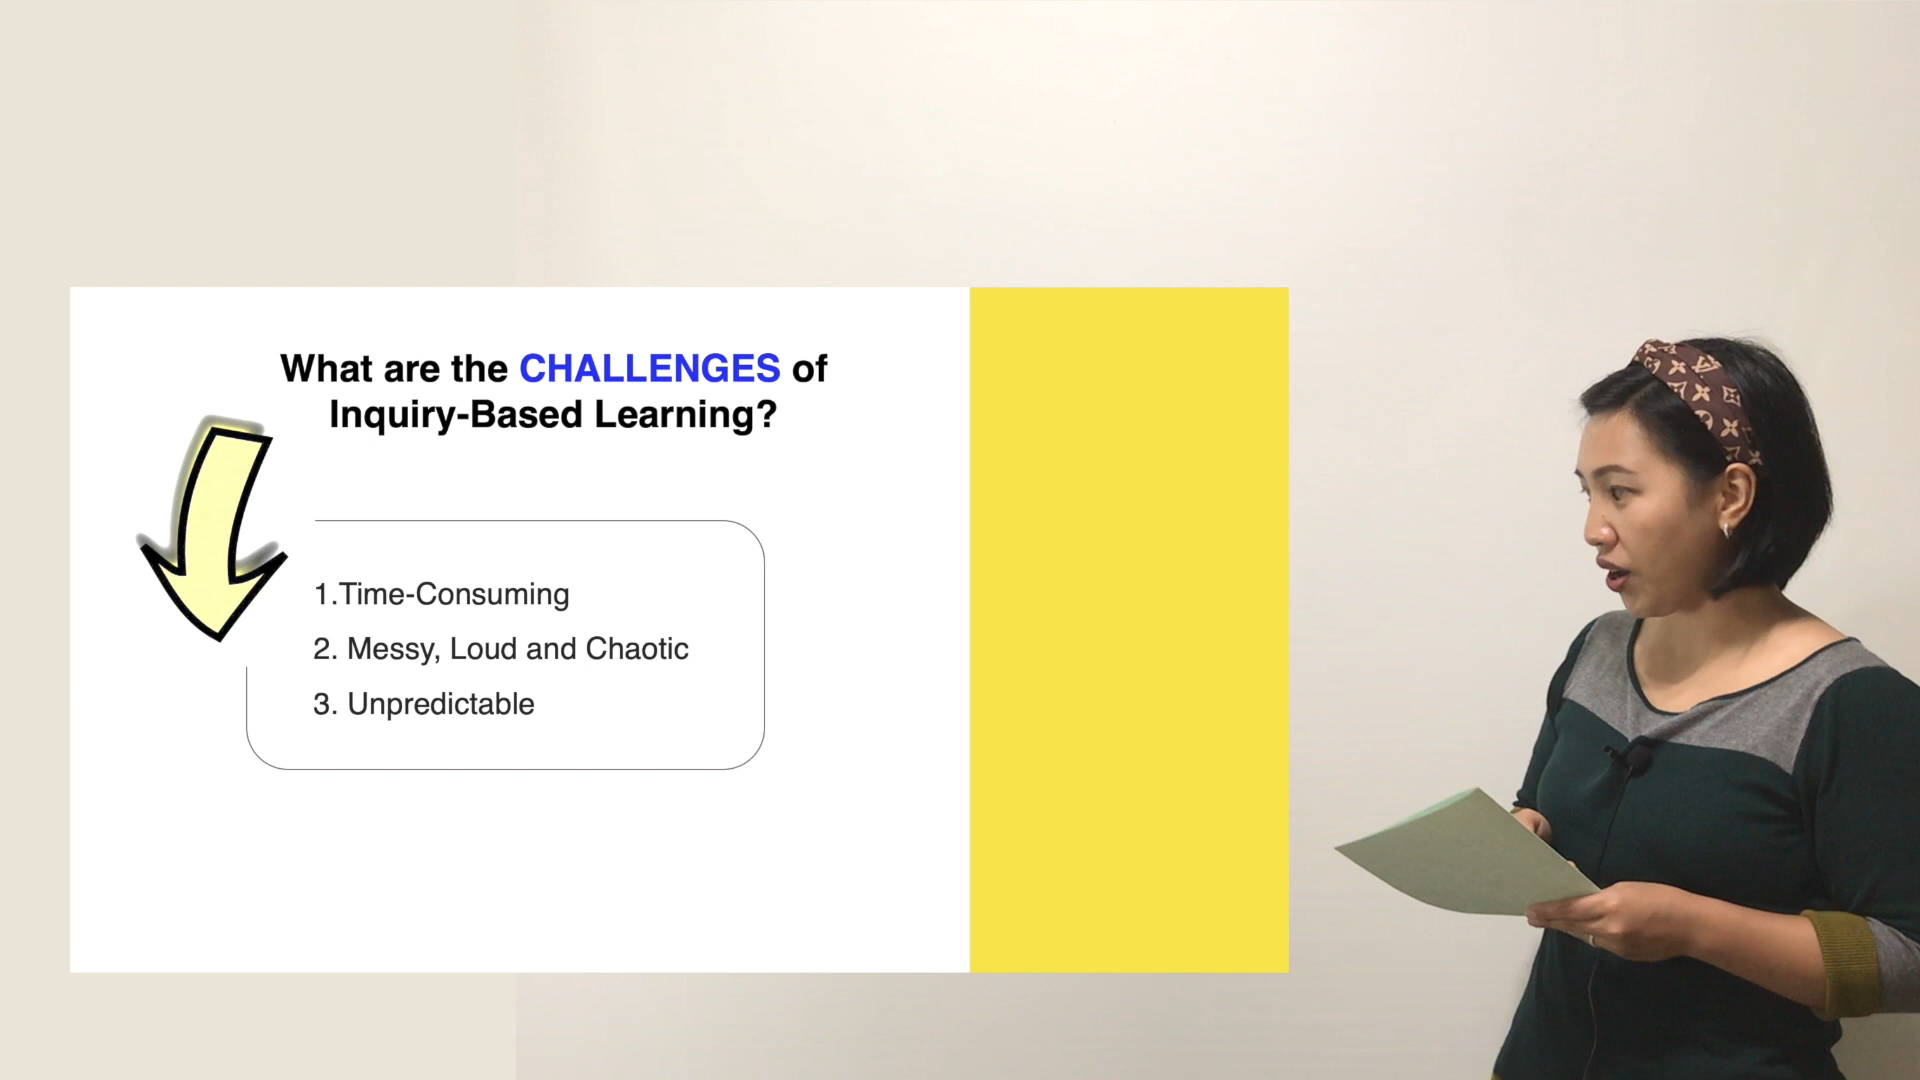 What are the CHALLENGES of
Inquiry-Based Learning?
1.Time-Consuming
2. Messy, Loud and Chaotic
3. Unpredictable